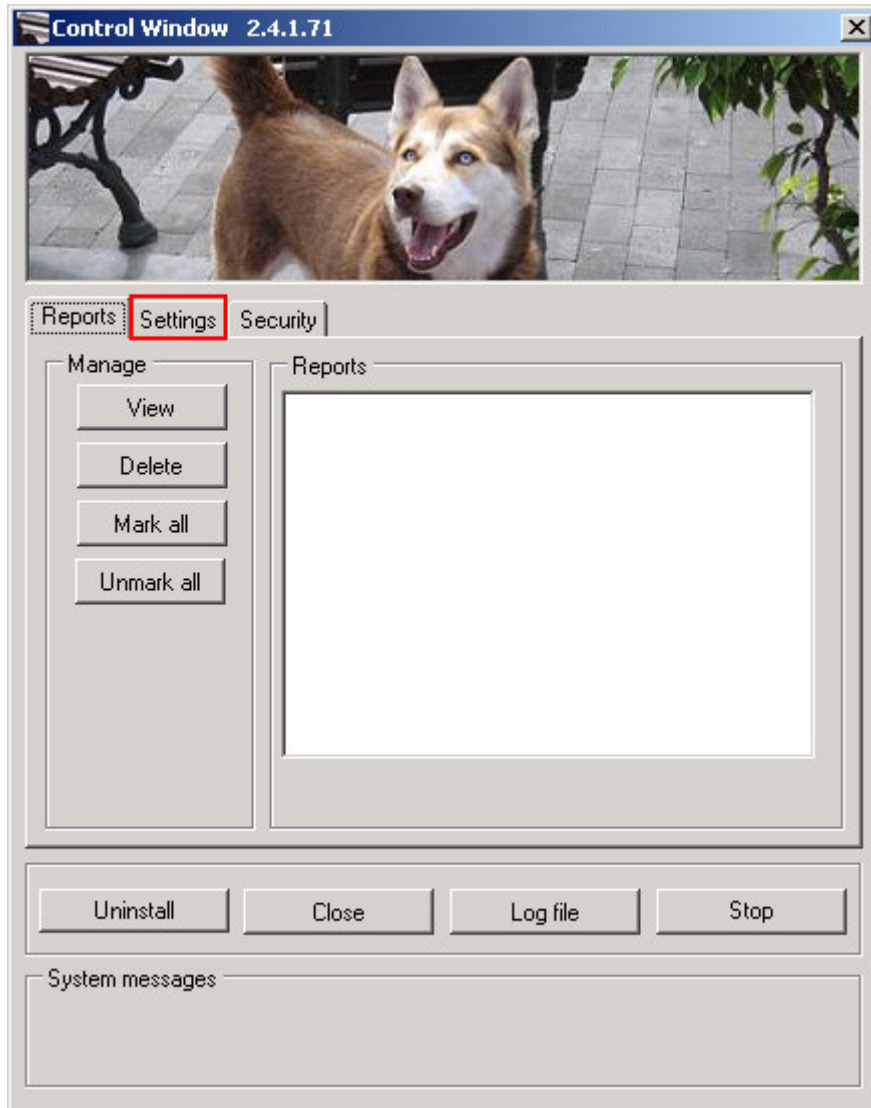 Control Window 2.4.1.71
Reports Settings Security
Manage
Reports
View
Delete
Mark all
Unmark all
Uninstall Close Log file Stop
System messages